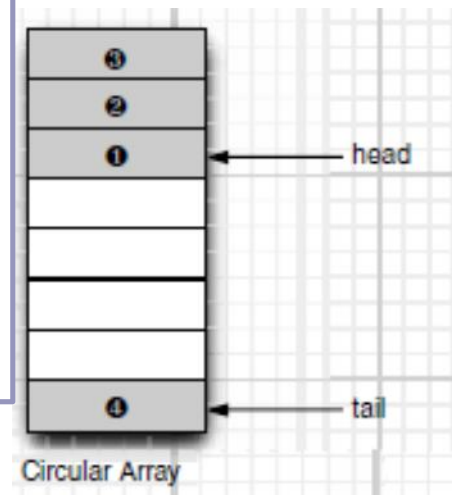 ❸
❷
❶ head
❹ tail
Circular Array